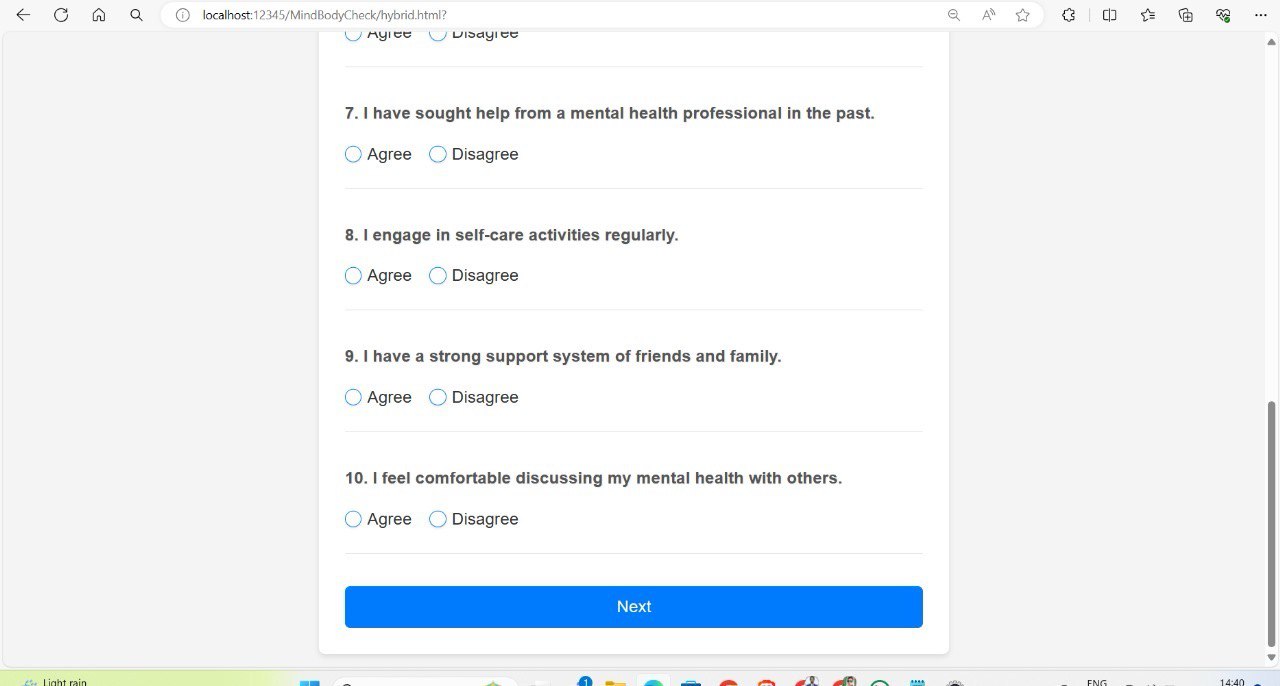 localhost:12345/MindBodyCheck/hybrid.html?
Agree Disagree
7. I have sought help from a mental health professional in the past.
Agree Disagree
8. I engage in self-care activities regularly.
Agree Disagree
9. I have a strong support system of friends and family.
Agree Disagree
10. I feel comfortable discussing my mental health with others.
Agree Disagree
Next
Light rain
1
ENG
14:40